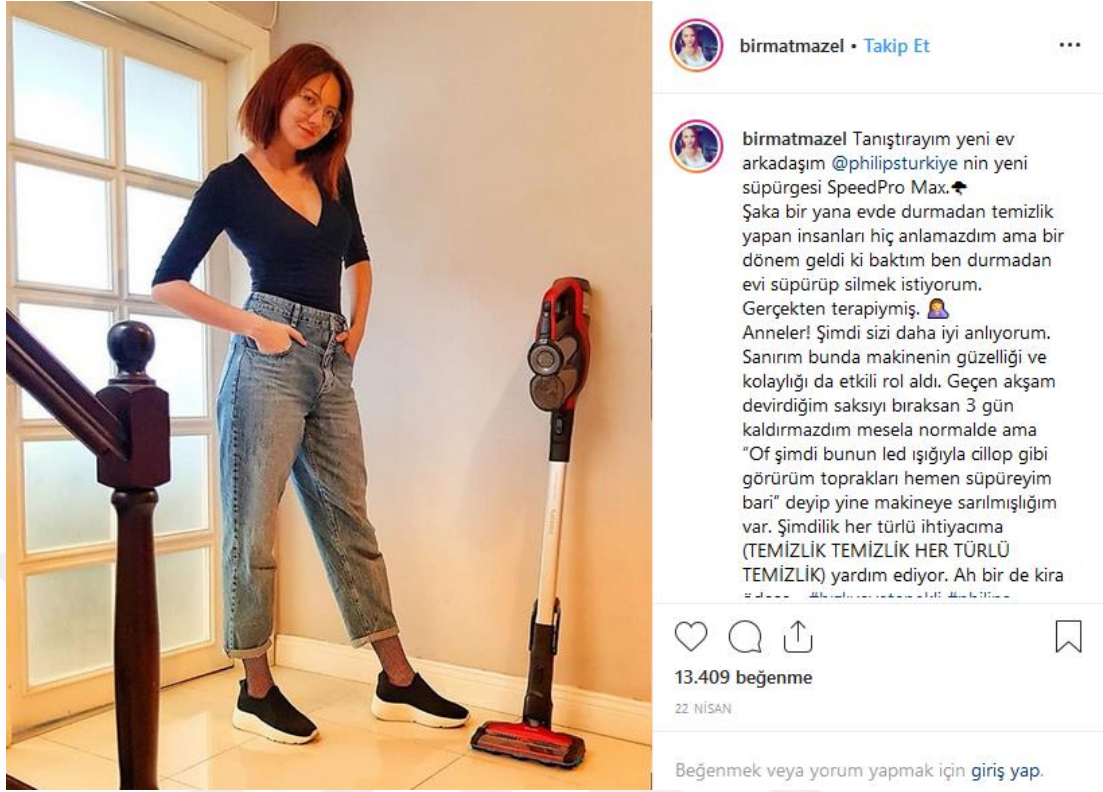 birmatmazel • Takip Et
birmatmazel Tanıştırayım yeni ev
arkadaşım @philipsturkiye nin yeni
süpürgesi SpeedPro Max.🌪
Şaka bir yana evde durmadan temizlik
yapan insanları hiç anlamazdım ama bir
dönem geldi ki baktım ben durmadan
evi süpürüp silmek istiyorum.
Gerçekten terapiymiş. 🤦‍♀️
Anneler! Şimdi sizi daha iyi anlıyorum.
Sanırım bunda makinenin güzelliği ve
kolaylığı da etkili rol aldı. Geçen akşam
devirdiğim saksıyı bıraksan 3 gün
kaldırmazdım mesela normalde ama
“Of şimdi bunun led ışığıyla cillop gibi
görürüm toprakları hemen süpüreyim
bari” deyip yine makineye sarılmışlığım
var. Şimdilik her türlü ihtiyacıma
(TEMİZLİK TEMİZLİK HER TÜRLÜ
TEMİZLİK) yardım ediyor. Ah bir de kira
13.409 beğenme
22 NİSAN
Beğenmek veya yorum yapmak için giriş yap.